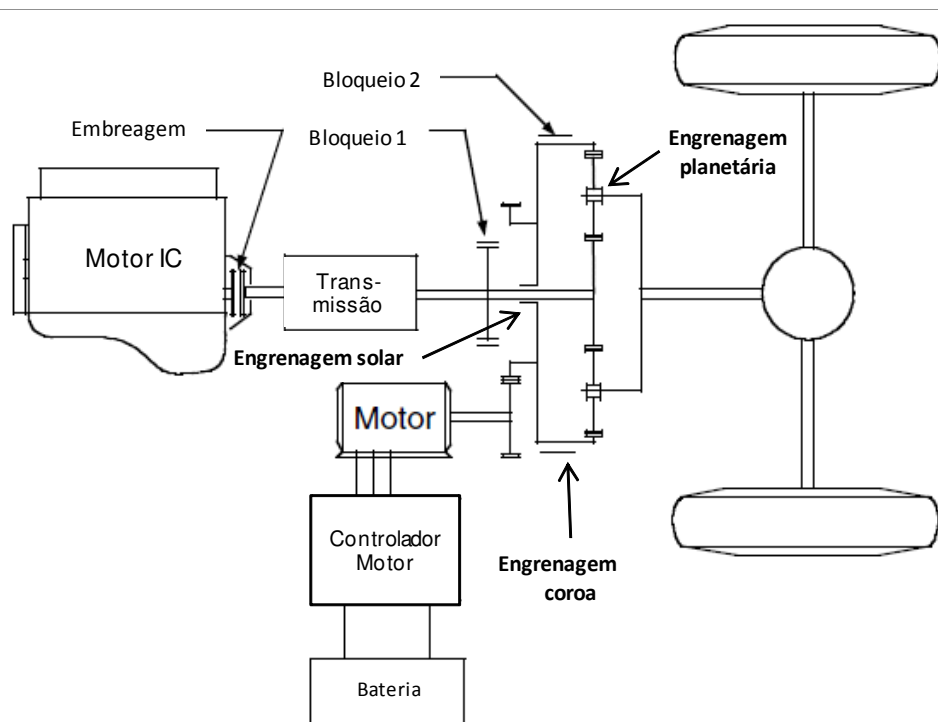 Bloqueio 2
Embreagem
Bloqueio 1
Engrenagem
planetária
Motor IC
Trans-
missão
Engrenagem solar
Motor
Controlador
Motor
Engrenagem
coroa
Bateria